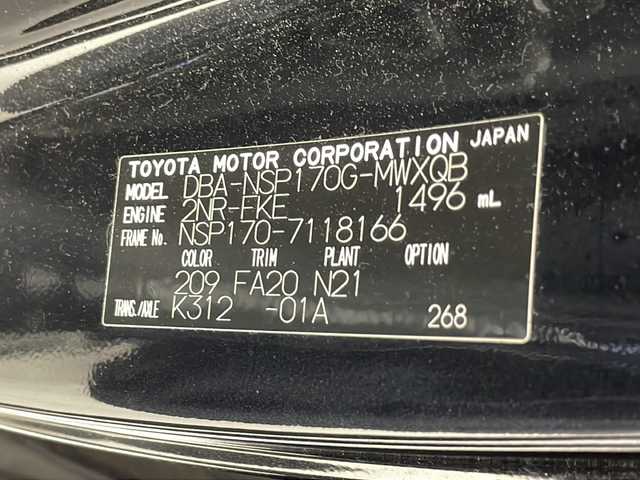 TOYOTA MOTOR CORPORATION JAPAN
MODEL DBA-NSP170G-MWXQB
ENGINE 2NR-FKE 1496 mL
FRAME No. NSP170-7118166
COLOR TRIM PLANT OPTION
209 FA20 N21
TRANS./AXLE K312 -01A 268